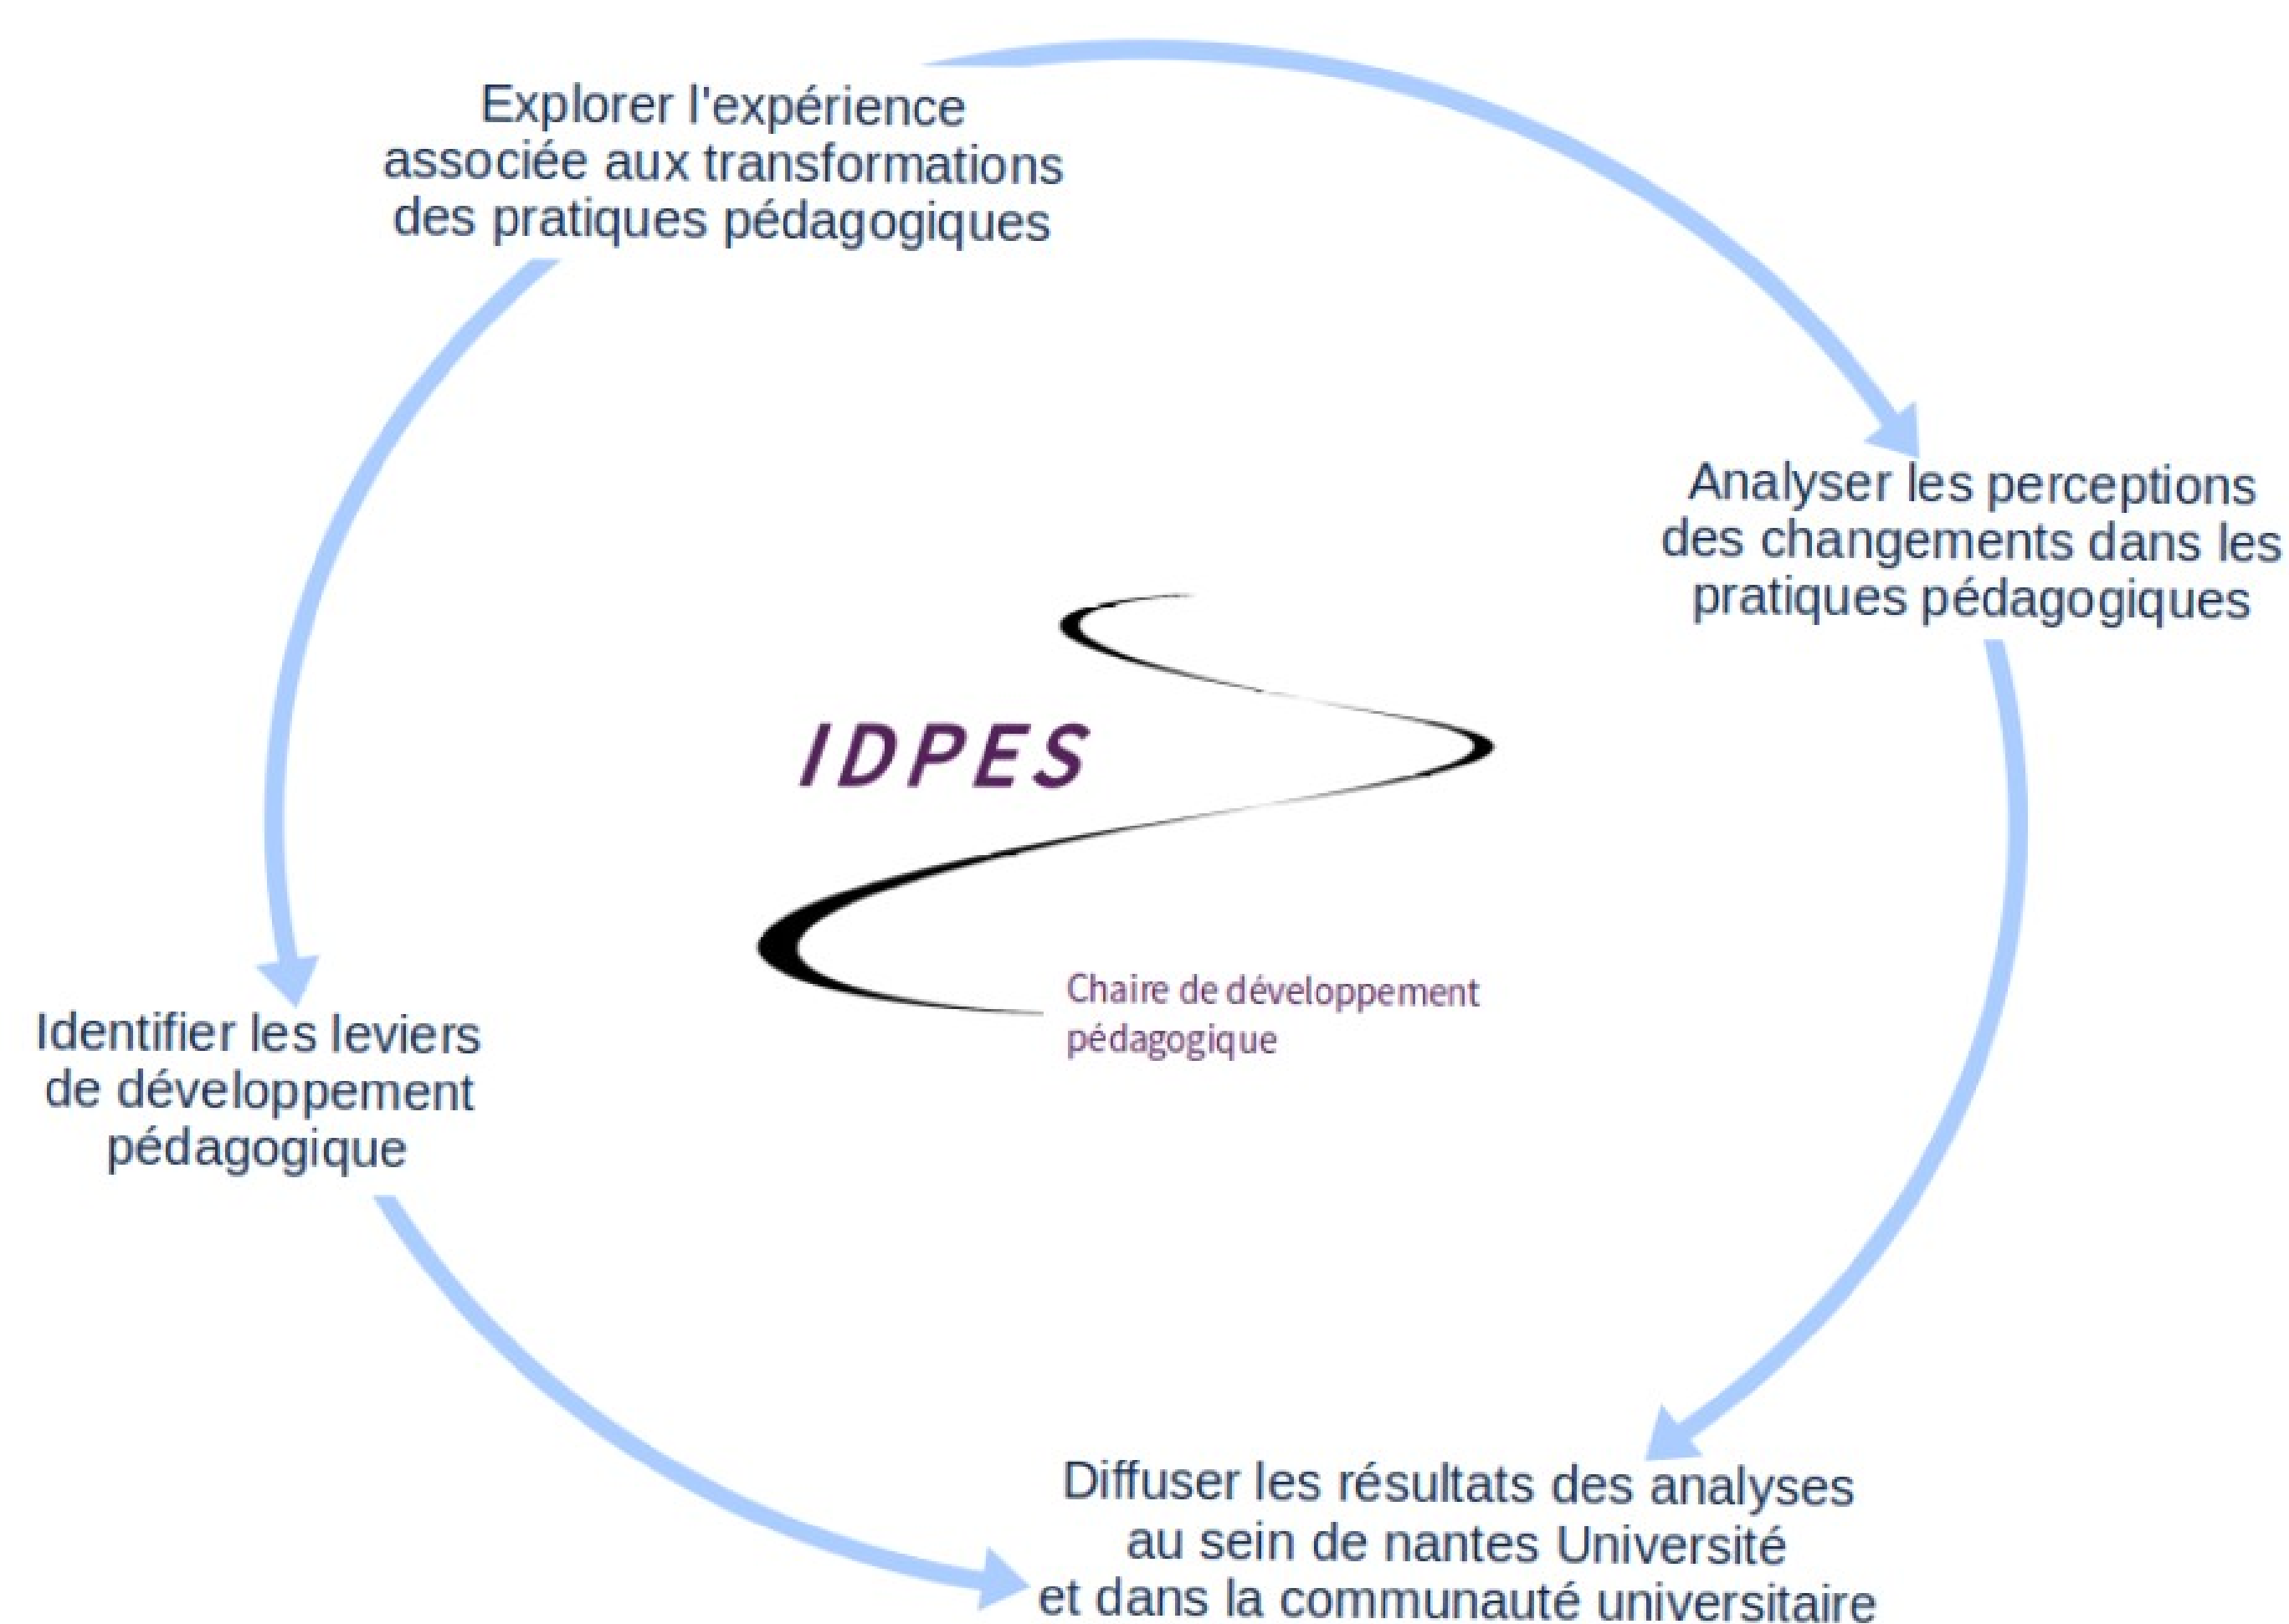 Explorer l'expérience
associée aux transformations
des pratiques pédagogiques
Analyser les perceptions
des changements dans les
pratiques pédagogiques
IDPES
Chaire de développement
pédagogique
Identifier les leviers
de développement
pédagogique
Diffuser les résultats des analyses
au sein de nantes Université
et dans la communauté universitaire